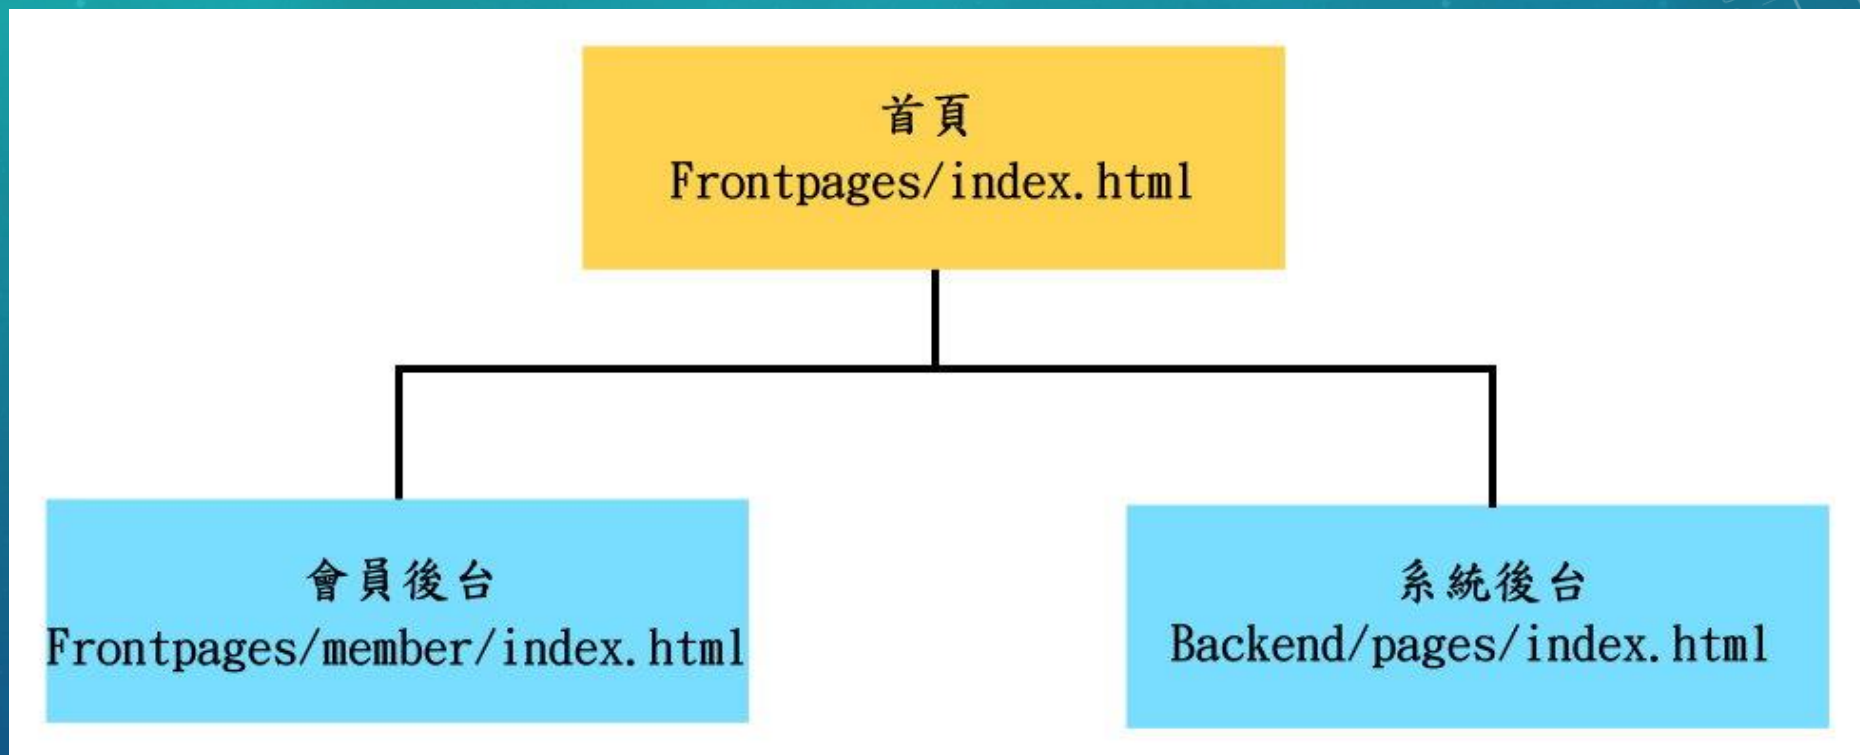 首頁
Frontpages/index.html
會員後台
Frontpages/member/index.html
系統後台
Backend/pages/index.html